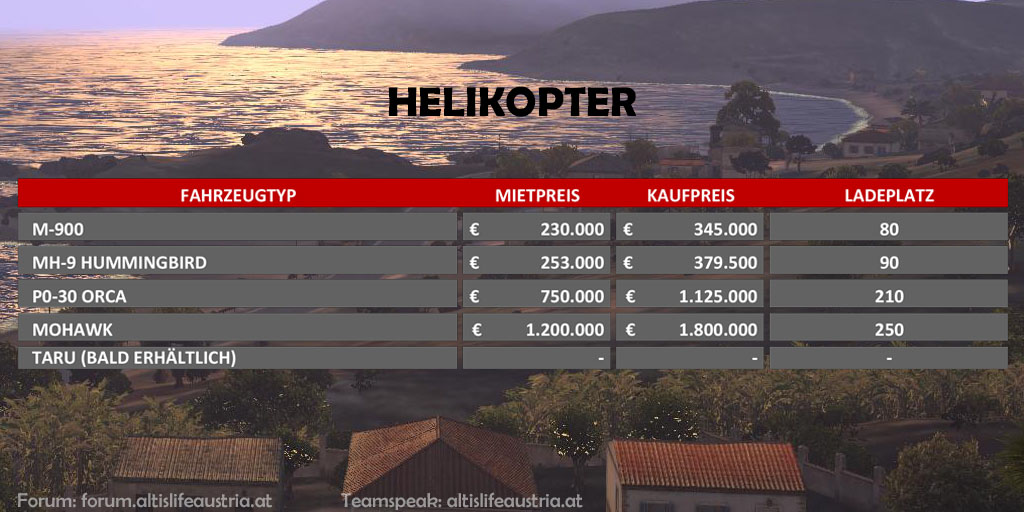 HELIKOPTER
FAHRZEUGTYP MIETPREIS KAUFPREIS LADEPLATZ
M-900 € 230.000 € 345.000 80
MH-9 HUMMINGBIRD € 253.000 € 379.500 90
P0-30 ORCA € 750.000 € 1.125.000 210
MOHAWK € 1.200.000 € 1.800.000 250
TARU (BALD ERHÄLTLICH) - - -
Forum: forum.altislifeaustria.at Teamspeak: altislifeaustria.at